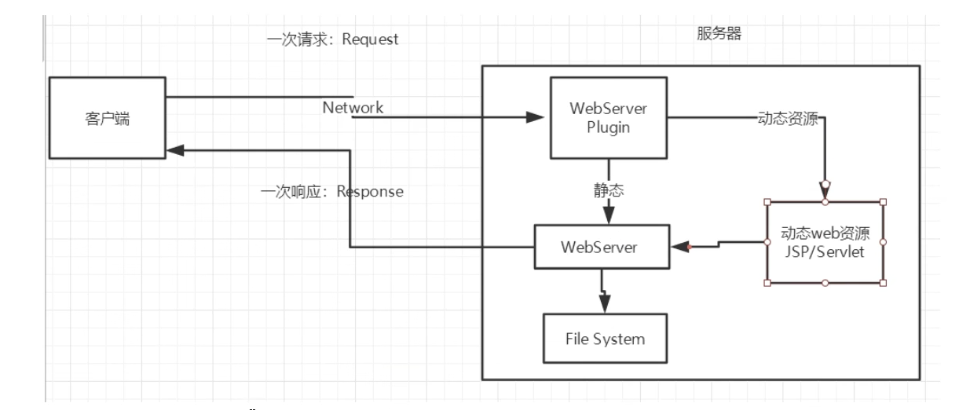 一次请求：Request
服务器
客户端
Network
WebServer
Plugin
动态资源
一次响应：Response
静态
动态web资源
JSP/Servlet
WebServer
File System